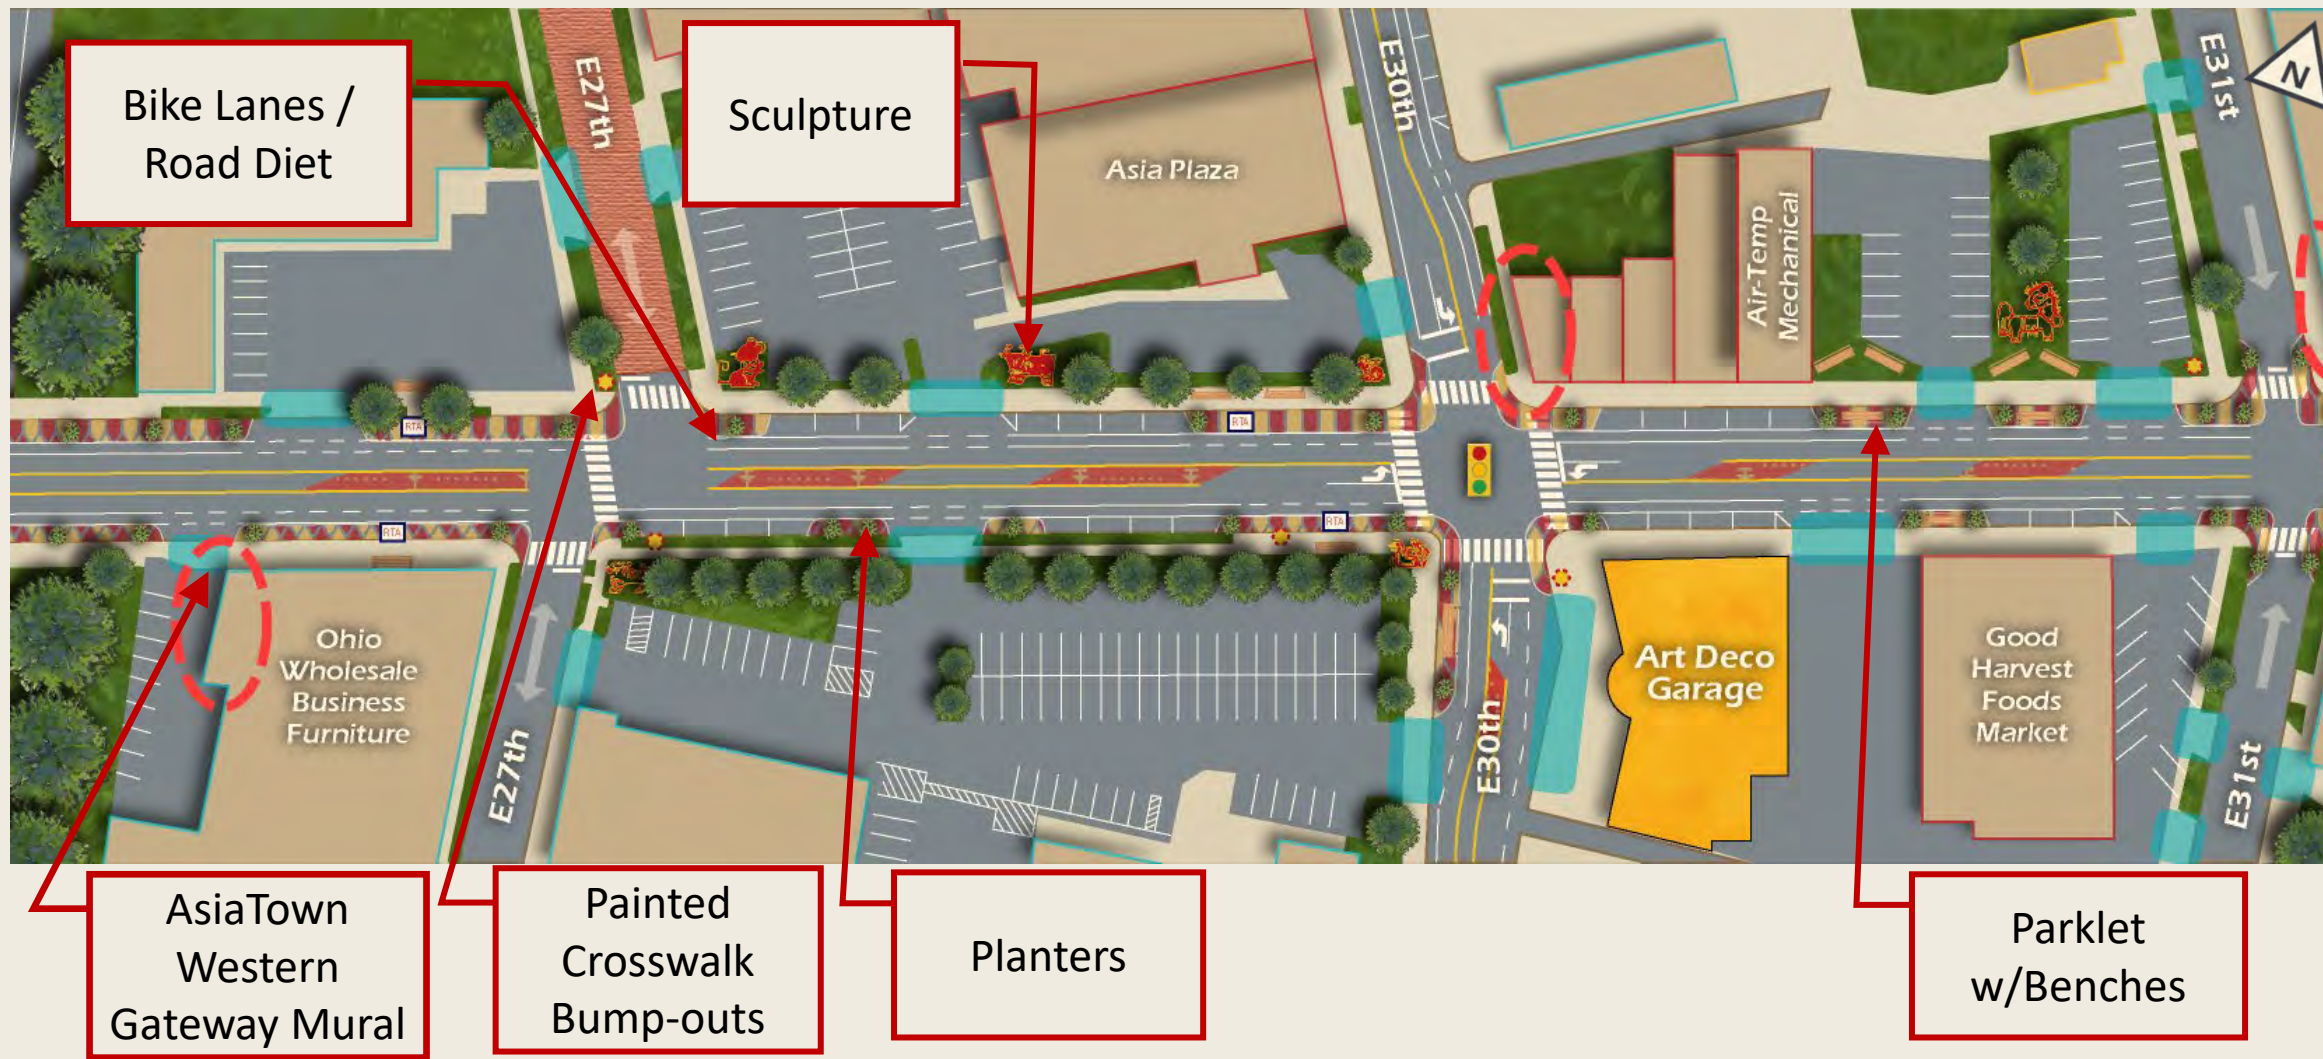 Bike Lanes /
Road Diet
E27th
Sculpture
Asia Plaza
E30th
Air-Temp
Mechanical
E31st
N
RTA
RTA
RTA
RTA
Ohio
Wholesale
Business
Furniture
E27th
E30th
Art Deco
Garage
Good
Harvest
Foods
Market
E31st
AsiaTown
Western
Gateway Mural
Painted
Crosswalk
Bump-outs
Planters
Parklet
w/Benches